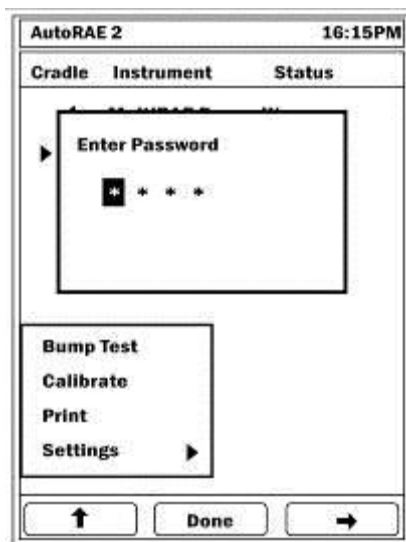 AutoRAE 2 16:15PM
Cradle Instrument Status
Enter Password
* * * *
Bump Test
Calibrate
Print
Settings
Done